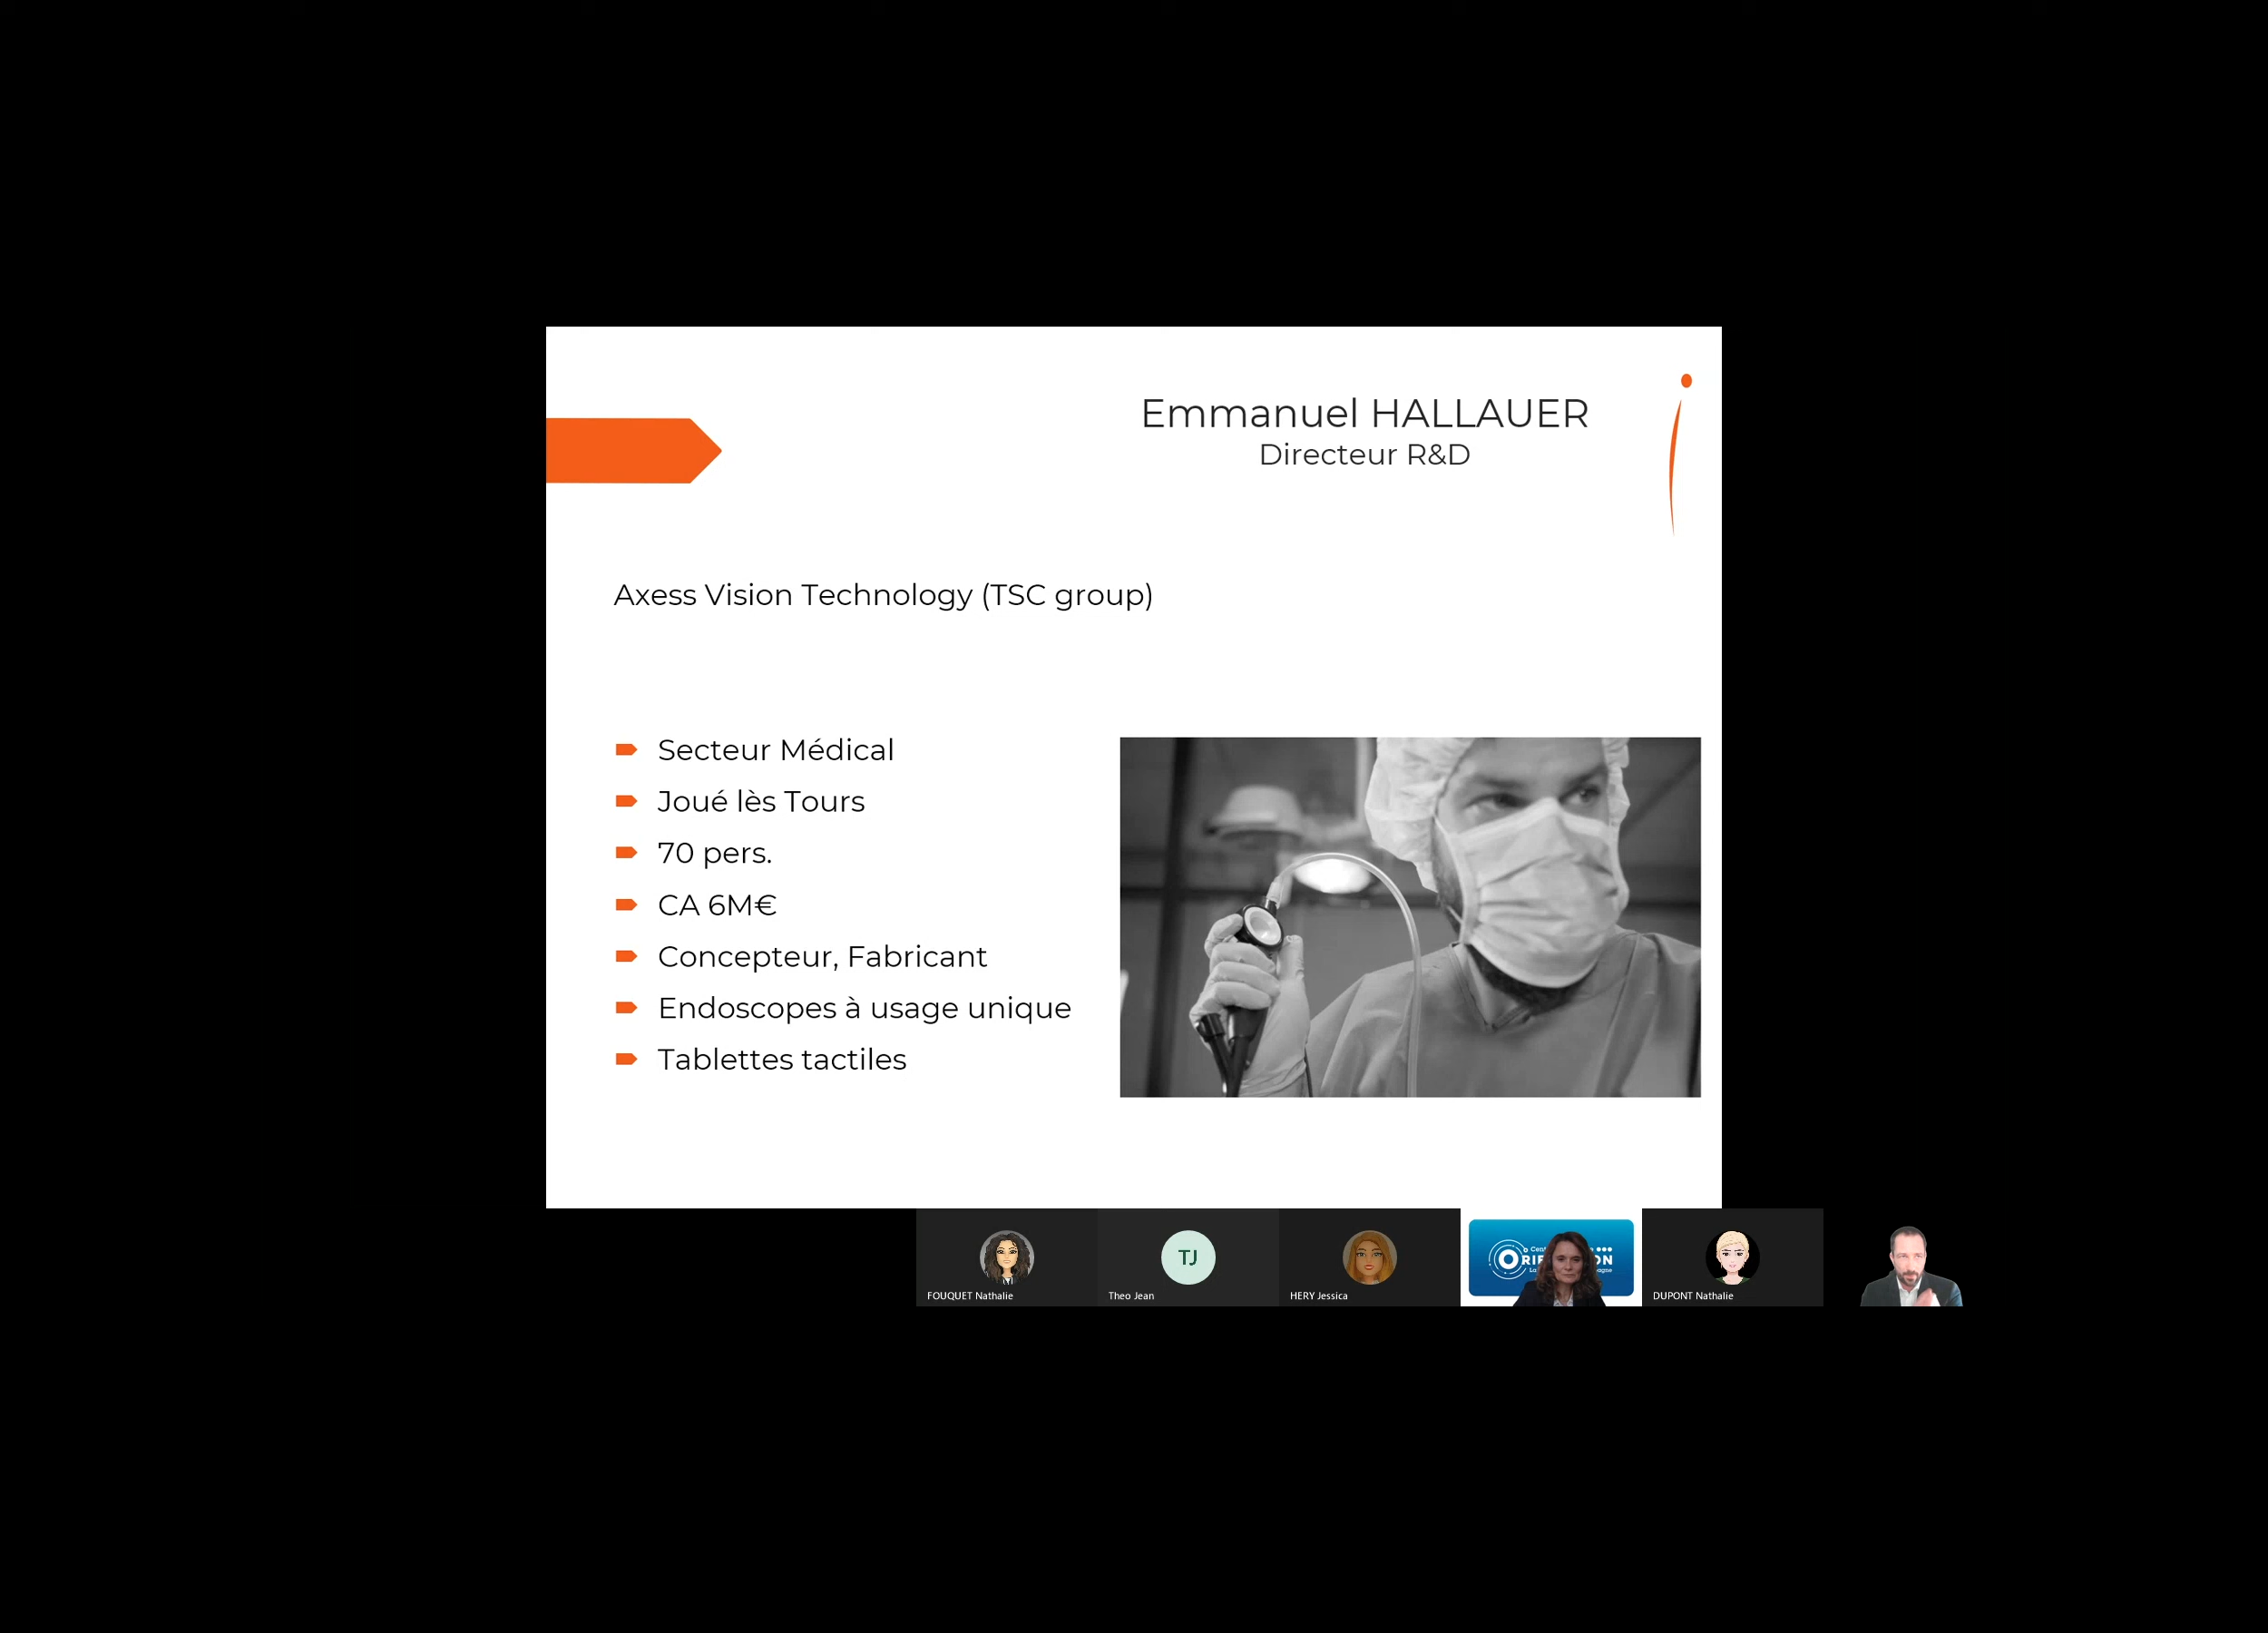 Emmanuel HALLAUER
Directeur R&D
Axess Vision Technology (TSC group)
Secteur Médical
Joué lès Tours
70 pers.
CA 6M€
Concepteur, Fabricant
Endoscopes à usage unique
Tablettes tactiles
TJ
FOUQUET Nathalie
Theo Jean
HERY Jessica
DUPONT Nathalie